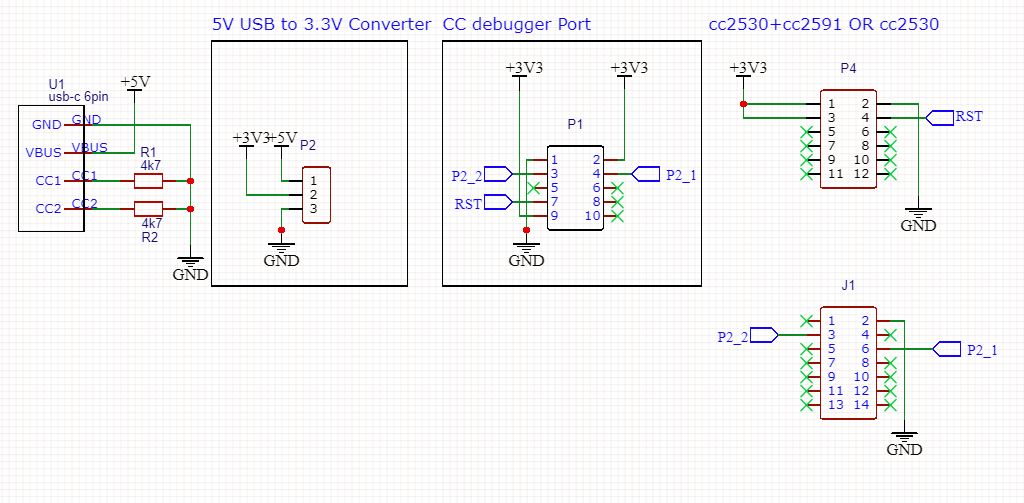 5V USB to 3.3V Converter
CC debugger Port
cc2530+cc2591 OR cc2530
U1
usb-c 6pin
+5V
GND
GND
VBUS
VBUS
CC1
CC1
CC2
CC2
R1
4k7
4k7
R2
GND
+3V3
+5V
P2
1
2
3
GND
+3V3
+3V3
P1
1 2
P2_2 3 4 P2_1
5 6
RST 7 8
9 10
GND
+3V3
P4
1 2
3 4 RST
5 6
7 8
9 10
11 12
GND
J1
1 2
P2_2 3 4
5 6 P2_1
7 8
9 10
11 12
13 14
GND